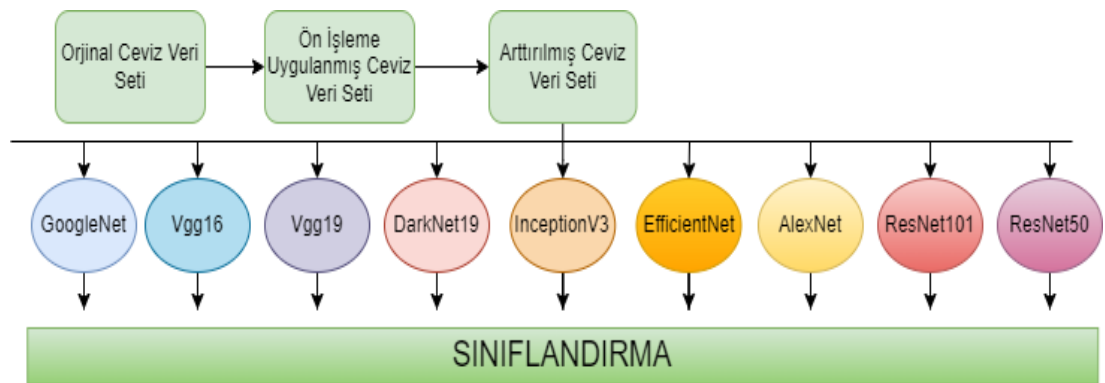 Orjinal Ceviz Veri
Seti
Ön İşleme
Uygulanmış Ceviz
Veri Seti
Arttırılmış Ceviz
Veri Seti
GoogleNet
Vgg16
Vgg19
DarkNet19
InceptionV3
EfficientNet
AlexNet
ResNet101
ResNet50
SINIFLANDIRMA